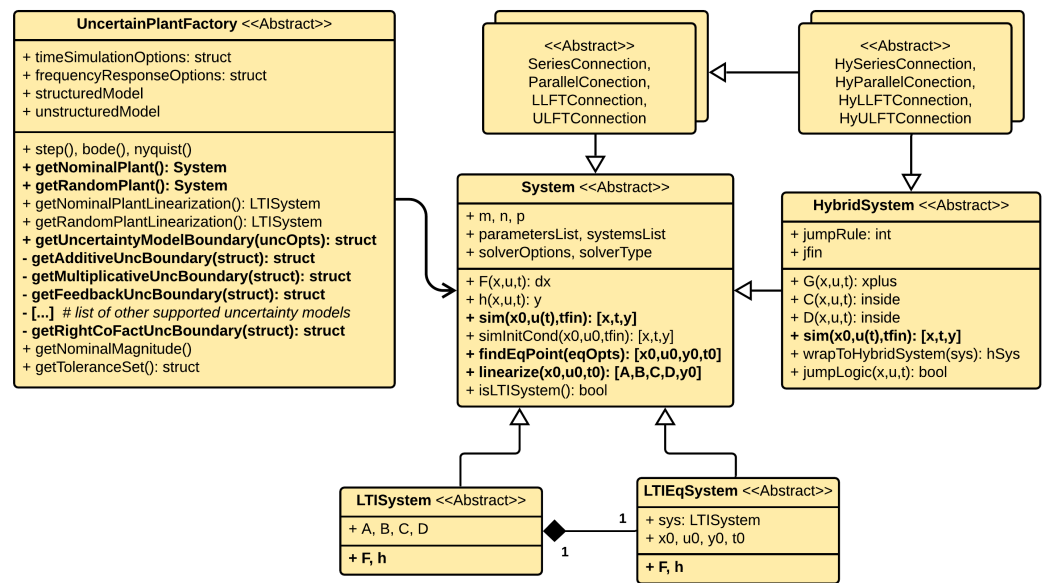 UncertainPlantFactory <<Abstract>>
+ timeSimulationOptions: struct
+ frequencyResponseOptions: struct
+ structuredModel
+ unstructuredModel
+ step(), bode(), nyquist()
+ getNominalPlant(): System
+ getRandomPlant(): System
+ getNominalPlantLinearization(): LTISystem
+ getRandomPlantLinearization(): LTISystem
+ getUncertaintyModelBoundary(uncOpts): struct
- getAdditiveUncBoundary(struct): struct
- getMultiplicativeUncBoundary(struct): struct
- getFeedbackUncBoundary(struct): struct
- [...] # list of other supported uncertainty models
- getRightCoFactUncBoundary(struct): struct
+ getNominalMagnitude()
+ getToleranceSet(): struct
<<Abstract>>
SeriesConnection,
ParallelConection,
LLFTConnection,
ULFTConnection
<<Abstract>>
HySeriesConnection,
HyParallelConection,
HyLLFTConnection,
HyULFTConnection
System <<Abstract>>
+ m, n, p
+ parametersList, systemsList
+ solverOptions, solverType
+ F(x,u,t): dx
+ h(x,u,t): y
+ sim(x0,u(t),tfin): [x,t,y]
+ simInitCond(x0,u0,tfin): [x,t,y]
+ findEqPoint(eqOpts): [x0,u0,y0,t0]
+ linearize(x0,u0,t0): [A,B,C,D,y0]
+ isLTISystem(): bool
HybridSystem <<Abstract>>
+ jumpRule: int
+ jfin
+ G(x,u,t): xplus
+ C(x,u,t): inside
+ D(x,u,t): inside
+ sim(x0,u(t),tfin): [x,t,y]
+ wrapToHybridSystem(sys): hSys
+ jumpLogic(x,u,t): bool
LTISystem <<Abstract>>
+ A, B, C, D
+ F, h
1
1
LTIEqSystem <<Abstract>>
+ sys: LTISystem
+ x0, u0, y0, t0
+ F, h